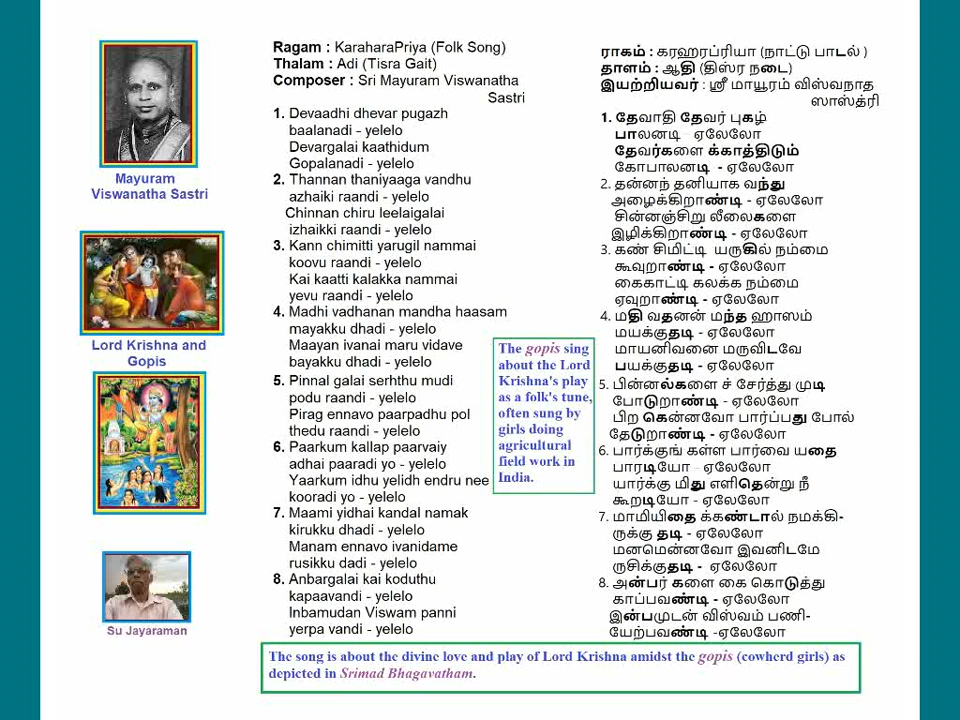 Mayuram
Viswanatha Sastri
Lord Krishna and
Gopis
Su Jayaraman
Ragam : KaraharaPriya (Folk Song)
Thalam : Adi (Tisra Gait)
Composer : Sri Mayuram Viswanatha
Sastri
1. Devaadhi dhevar pugazh
baalanadi - yelelo
Devargalai kaathidum
Gopalanadi - yelelo
2. Thannan thaniyaaga vandhu
azhaiki raandi - yelelo
Chinnan chiru leelaigalai
izhaikki raandi - yelelo
3. Kann chimitti yarugil nammai
koovu raandi - yelelo
Kai kaatti kalakka nammai
yevu raandi - yelelo
4. Madhi vadhanan mandha haasam
mayakku dhadi - yelelo
Maayan ivanai maru vidave
bayakku dhadi - yelelo
5. Pinnal galai serhthu mudi
podu raandi - yelelo
Pirag ennavo paarpadhu pol
thedu raandi - yelelo
6. Paarkum kallap paarvaiy
adhai paaradi yo - yelelo
Yaarkum idhu yelidh endru nee
kooradi yo - yelelo
7. Maami yidhai kandal namak
kirukku dhadi - yelelo
Manam ennavo ivanidame
rusikku dadi - yelelo
8. Anbargalai kai koduthu
kapaavandi - yelelo
Inbamudan Viswam panni
yerpa vandi - yelelo
The gopis sing
about the Lord
Krishna's play
as a folk's tune,
often sung by
girls doing
agricultural
field work in
India.
ராகம் : கரஹரப்ரியா (நாட்டு பாடல் )
தாளம் : ஆதி (திஸ்ர நடை)
இயற்றியவர் : ஸ்ரீ மாயூரம் விஸ்வநாத
ஸாஸ்த்ரி
1. தேவாதி தேவர் புகழ்
பாலனடி - ஏலேலோ
தேவர்களை க்காத்திடும்
கோபாலனடி - ஏலேலோ
2. தன்னந் தனியாக வந்து
அழைக்கிறாண்டி - ஏலேலோ
சின்னஞ்சிறு லீலைகளை
இழிக்கிறாண்டி - ஏலேலோ
3. கண் சிமிட்டி யருகில் நம்மை
கூவுறாண்டி - ஏலேலோ
கைகாட்டி கலக்க நம்மை
ஏவுறாண்டி - ஏலேலோ
4. மதி வதனன் மந்த ஹாஸம்
மயக்குதடி - ஏலேலோ
மாயனிவனை மருவிடவே
பயக்குதடி - ஏலேலோ
5. பின்னல்களை ச் சேர்த்து முடி
போடுறாண்டி - ஏலேலோ
பிற கென்னவோ பார்ப்பது போல்
தேடுறாண்டி - ஏலேலோ
6. பார்க்குங் கள்ள பார்வை யதை
பாரடியோ - ஏலேலோ
யார்க்கு மிது எளிதென்று நீ
கூறடியோ - ஏலேலோ
7. மாமியிதை க்கண்டால் நமக்கி-
ருக்கு தடி - ஏலேலோ
மனமென்னவோ இவனிடமே
ருசிக்குதடி - ஏலேலோ
8. அன்பர் களை கை கொடுத்து
காப்பவண்டி - ஏலேலோ
இன்பமுடன் விஸ்வம் பணி-
யேற்பவண்டி -ஏலேலோ
The song is about the divine love and play of Lord Krishna amidst the gopis (cowherd girls) as
depicted in Srimad Bhagavatham.